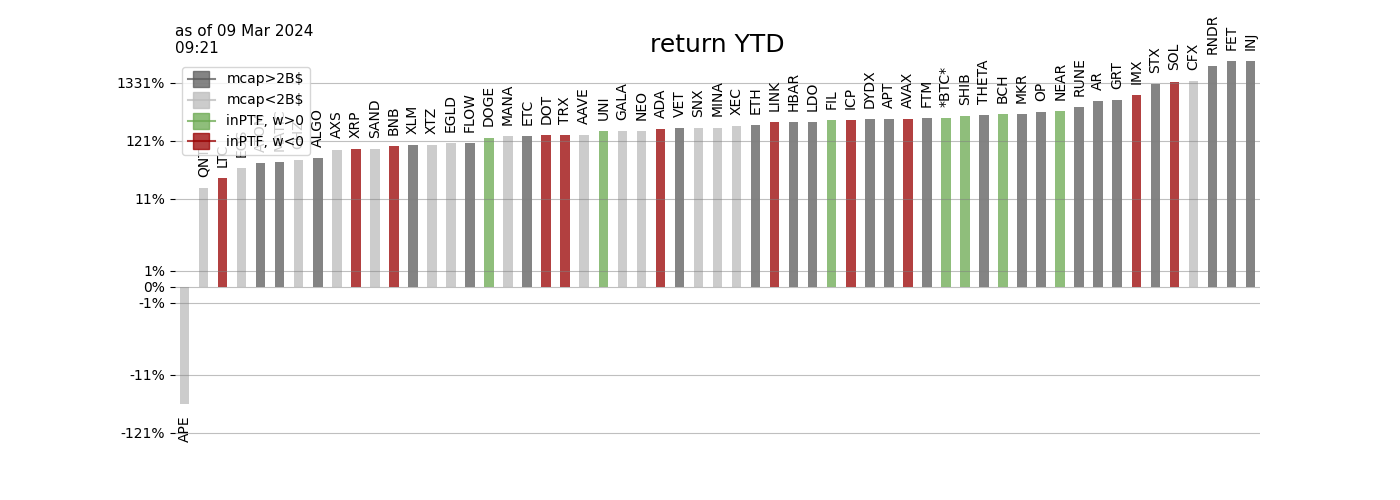 as of 09 Mar 2024
09:21
return YTD
mcap>2B$
mcap<2B$
inPTF, w>0
inPTF, w<0
1331%
121%
11%
1%
0%
-1%
-11%
-121%
APE
QNT
LTC
ALGO
AXS
XRP
SAND
BNB
XLM
XTZ
EGLD
FLOW
DOGE
MANA
ETC
DOT
TRX
AAVE
UNI
GALA
NEO
ADA
VET
SNX
MINA
XEC
ETH
LINK
HBAR
LDO
FIL
ICP
DYDX
APT
AVAX
FTM
*BTC*
SHIB
THETA
BCH
MKR
OP
NEAR
RUNE
AR
GRT
IMX
STX
SOL
CFX
RNDR
FET
INJ